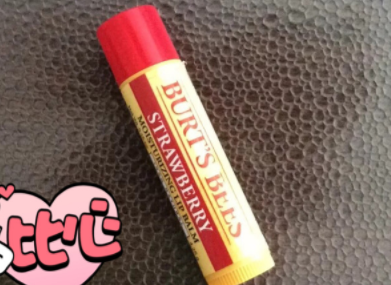 BURT'S BEES
STRAWBERRY
MOISTURIZING LIP BALM
比心